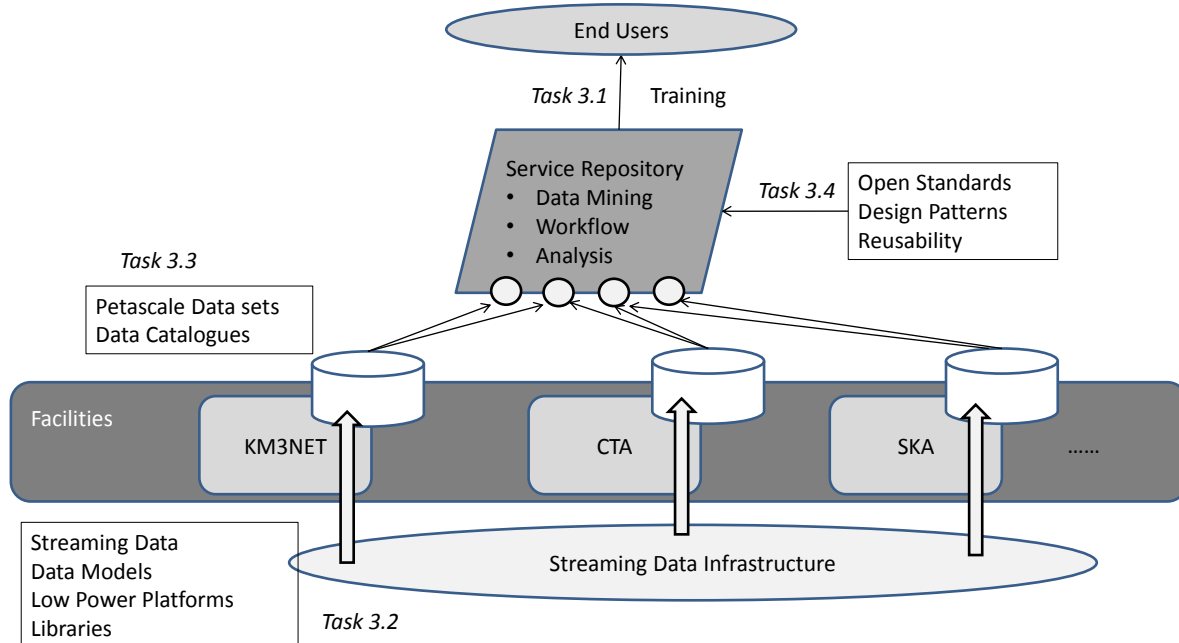 End Users
Task 3.1 Training
Service Repository
• Data Mining
• Workflow
• Analysis
Task 3.4
Open Standards
Design Patterns
Reusability
Task 3.3
Petascale Data sets
Data Catalogues
Facilities
KM3NET
CTA
SKA
......
Streaming Data
Data Models
Low Power Platforms
Libraries
Task 3.2
Streaming Data Infrastructure